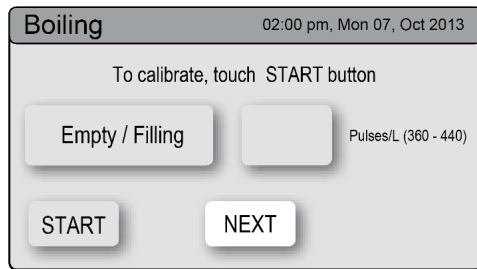 Boiling 02:00 pm, Mon 07, Oct 2013
To calibrate, touch START button
Empty / Filling Pulses/L (360 - 440)
START NEXT